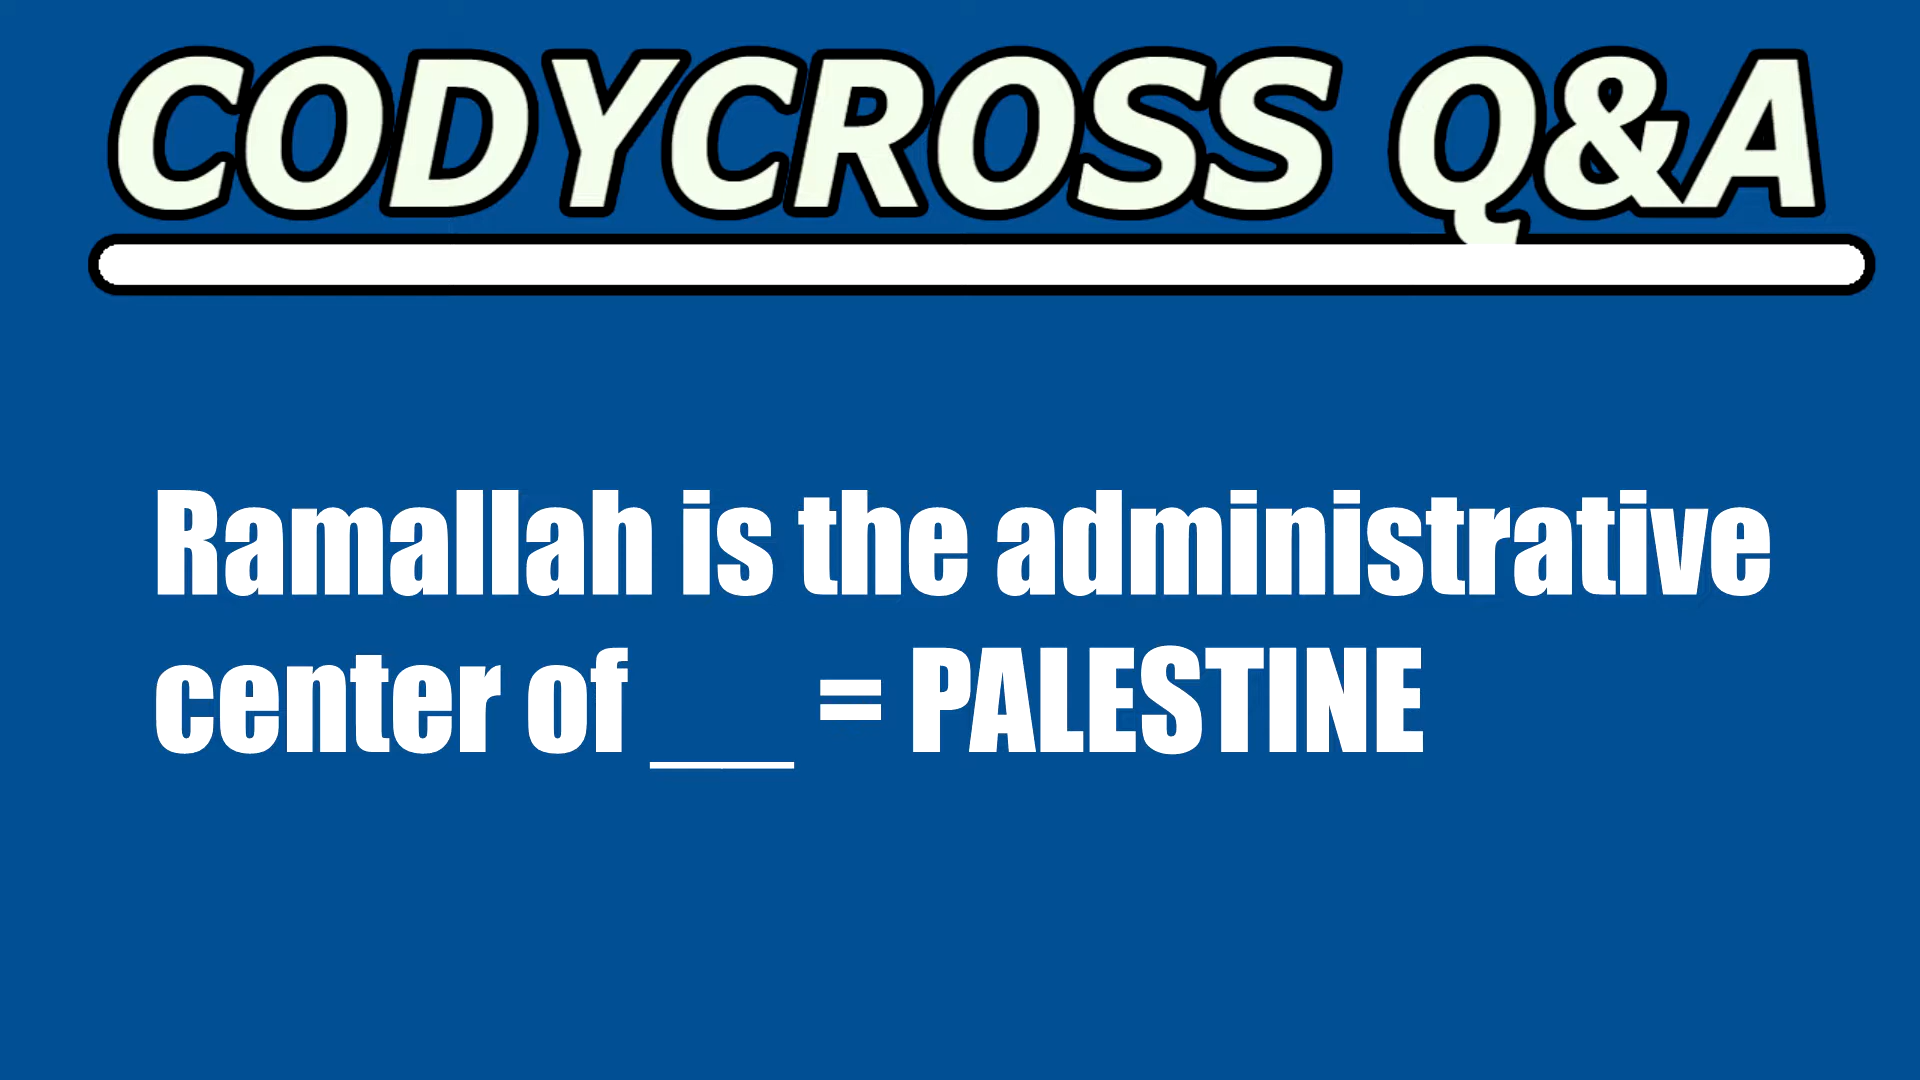 CODYCROSS Q&A
Ramallah is the administrative
center of __ = PALESTINE